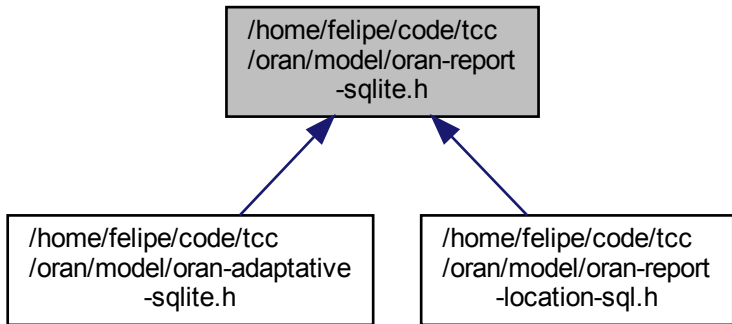 /home/felipe/code/tcc
/oran/model/oran-report
-sqlite.h
/home/felipe/code/tcc
/oran/model/oran-adaptative
-sqlite.h
/home/felipe/code/tcc
/oran/model/oran-report
-location-sql.h